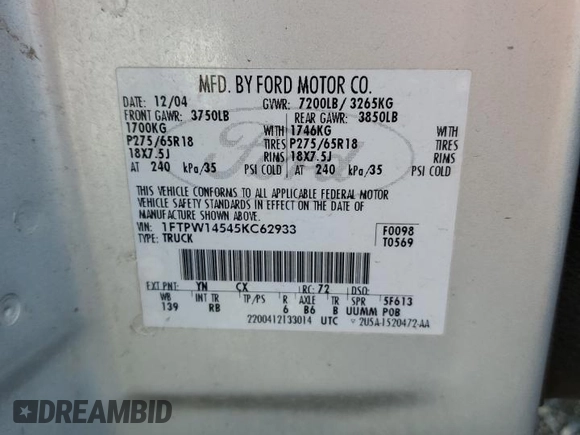 MFD. BY FORD MOTOR CO.
DATE: 12/04 GVWR: 7200LB/ 3265KG
FRONT GAWR: 3750LB REAR GAWR: 3850LB
1700KG WITH 1746KG WITH
P275/65R18 TIRES P275/65R18 TIRES
18X7.5J RIMS 18X7.5J RIMS
AT 240 kPa/35 PSI COLD AT 240 kPa/35 PSI COLD
Ford
THIS VEHICLE CONFORMS TO ALL APPLICABLE FEDERAL MOTOR
VEHICLE SAFETY STANDARDS IN EFFECT ON THE DATE OF
MANUFACTURE SHOWN ABOVE.
VIN: 1FTPW14545KC62933 F0098
TYPE: TRUCK T0569
EXT PNT: YN CX RC: 72 DSO:
WB INT TR TP/PS R AXLE TR SPR 5F613
139 RB 6 B6 B UUMM POB
2200412133014 UTC 2U5A-1520472-AA
DREAMBID